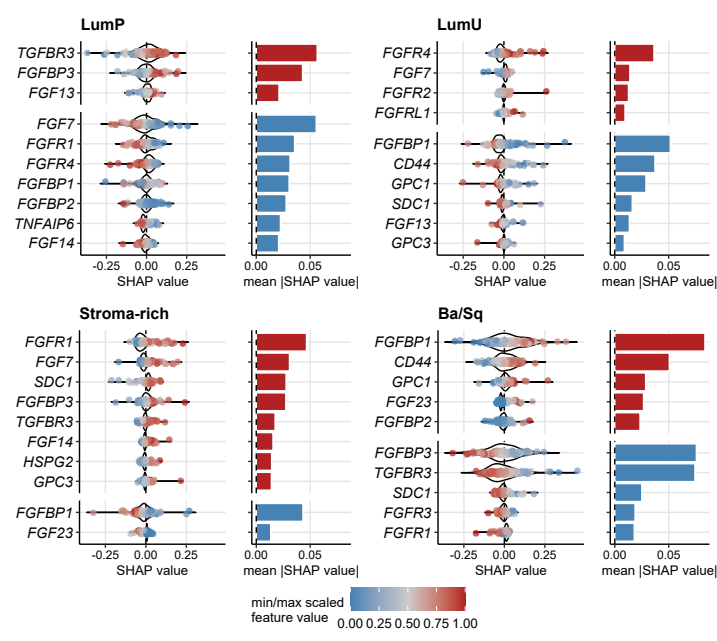 LumP
TGFBR3
FGFBP3
FGF13
FGF7
FGFR1
FGFR4
FGFBP1
FGFBP2
TNFAIP6
FGF14
-0.25 0.00 0.25
SHAP value
0.00 0.05
mean |SHAP value|
LumU
FGFR4
FGF7
FGFR2
FGFRL1
FGFBP1
CD44
GPC1
SDC1
FGF13
GPC3
-0.25 0.00 0.25
SHAP value
0.00 0.05
mean |SHAP value|
Stroma-rich
FGFR1
FGF7
SDC1
FGFBP3
TGFBR3
FGF14
HSPG2
GPC3
FGFBP1
FGF23
-0.25 0.00 0.25
SHAP value
0.00 0.05
mean |SHAP value|
Ba/Sq
FGFBP1
CD44
GPC1
FGF23
FGFBP2
FGFBP3
TGFBR3
SDC1
FGFR3
FGFR1
-0.25 0.00 0.25
SHAP value
0.00 0.05
mean |SHAP value|
min/max scaled
feature value
0.00 0.25 0.50 0.75 1.00